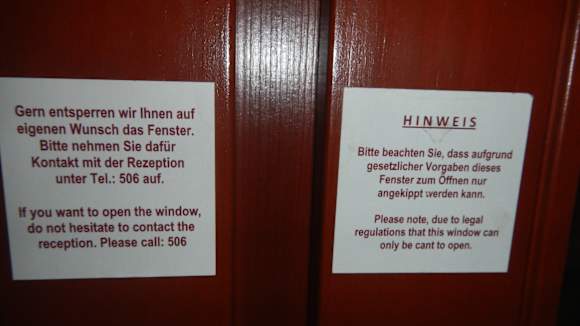 Gern entsperren wir Ihnen auf
eigenen Wunsch das Fenster.
Bitte nehmen Sie dafür
Kontakt mit der Rezeption
unter Tel.: 506 auf.
If you want to open the window,
do not hesitate to contact the
reception. Please call: 506
HINWEIS
Bitte beachten Sie, dass aufgrund
gesetzlicher Vorgaben dieses
Fenster zum Öffnen nur
angekippt werden kann.
Please note, due to legal
regulations that this window can
only be cant to open.